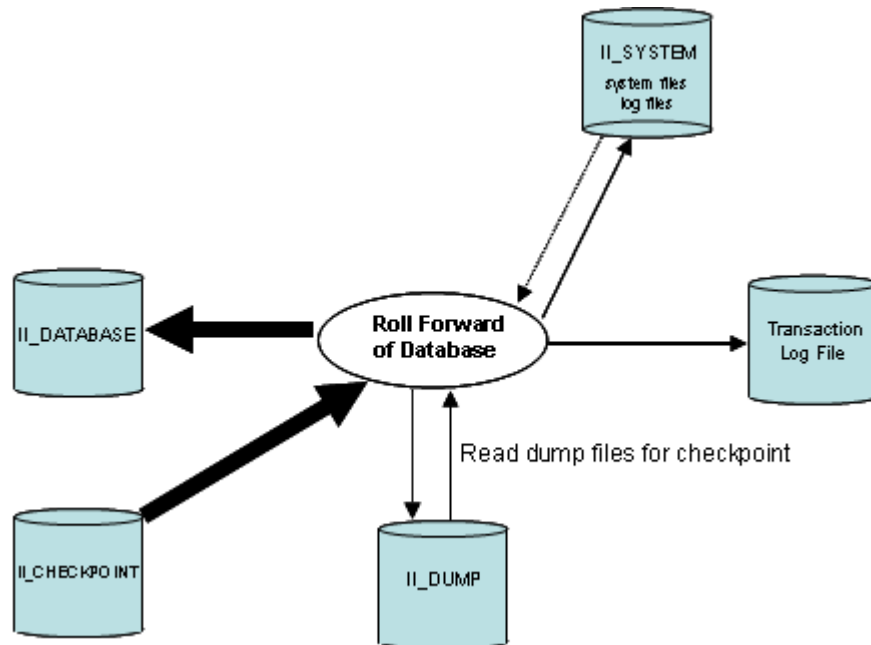 II_SYSTEM
system files
log files
II_DATABASE
Roll Forward
of Database
Transaction
Log File
Read dump files for checkpoint
II_CHECKPOINT
II_DUMP